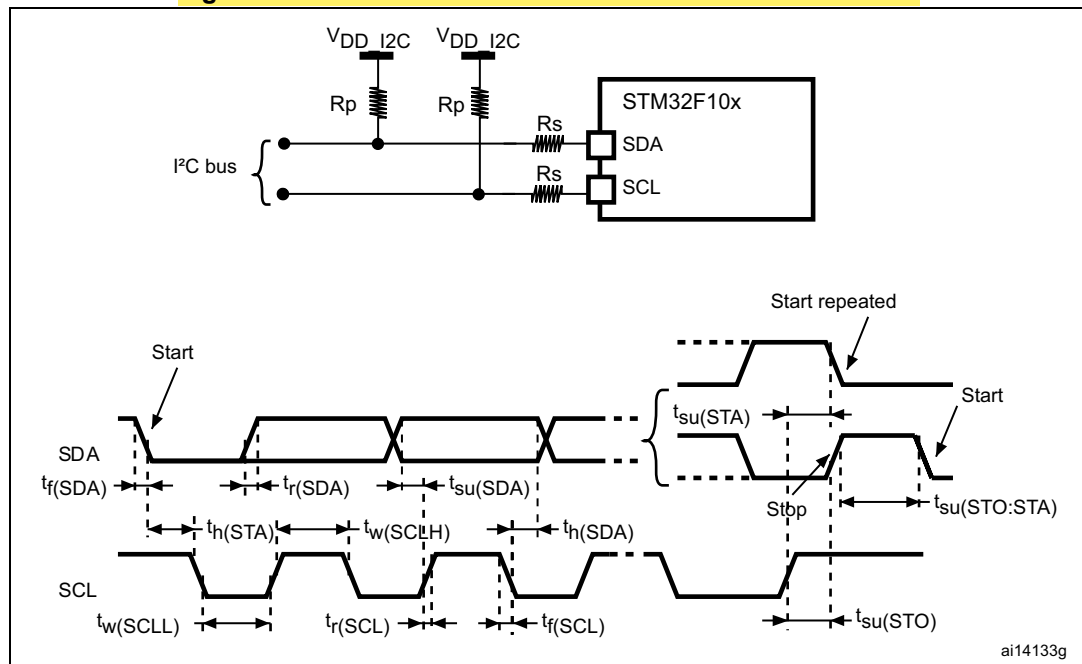 VDD_I2C VDD_I2C
Rp Rp
STM32F10x
Rs SDA
I²C bus
Rs SCL
Start repeated
Start
Start
tsu(STA)
SDA
tf(SDA) tr(SDA) tsu(SDA)
Stop tsu(STO:STA)
th(STA) tw(SCLH) th(SDA)
SCL
tw(SCLL) tr(SCL) tf(SCL) tsu(STO)
ai14133g